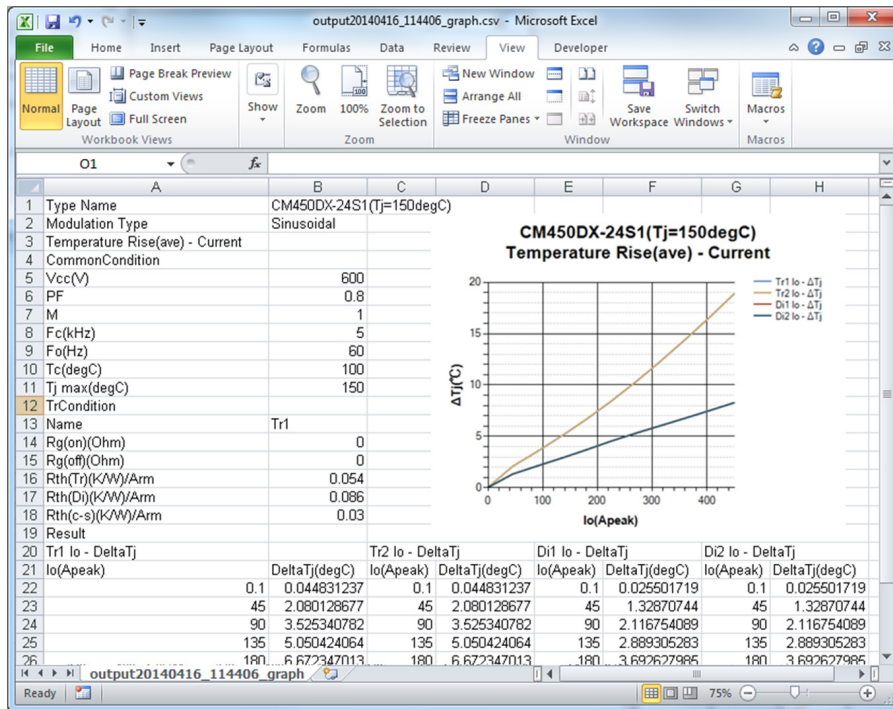 output20140416_114406_graph.csv - Microsoft Excel
File Home Insert Page Layout Formulas Data Review View Developer
Normal Page Layout Page Break Preview Custom Views Full Screen
Workbook Views
Show
Zoom 100% Zoom to Selection
Zoom
New Window Arrange All Freeze Panes
Save Workspace Switch Windows
Window
Macros
Macros
O1 fx
A B C D E F G H
1 Type Name CM450DX-24S1(Tj=150degC)
2 Modulation Type Sinusoidal
3 Temperature Rise(ave) - Current
4 CommonCondition
5 Vcc(V) 600
6 PF 0.8
7 M 1
8 Fc(kHz) 5
9 Fo(Hz) 60
10 Tc(degC) 100
11 Tj max(degC) 150
12 TrCondition
13 Name Tr1
14 Rg(on)(Ohm) 0
15 Rg(off)(Ohm) 0
16 Rth(Tr)(K/W)/Arm 0.054
17 Rth(Di)(K/W)/Arm 0.086
18 Rth(c-s)(K/W)/Arm 0.03
19 Result
CM450DX-24S1(Tj=150degC)
Temperature Rise(ave) - Current
Tr1 Io - ΔTj
Tr2 Io - ΔTj
Di1 Io - ΔTj
Di2 Io - ΔTj
ΔTj(℃)
20
15
10
5
0
0 100 200 300 400
Io(Apeak)
20 Tr1 Io - DeltaTj Tr2 Io - DeltaTj Di1 Io - DeltaTj Di2 Io - DeltaTj
21 Io(Apeak) DeltaTj(degC) Io(Apeak) DeltaTj(degC) Io(Apeak) DeltaTj(degC) Io(Apeak) DeltaTj(degC)
22 0.1 0.044831237 0.1 0.044831237 0.1 0.025501719 0.1 0.025501719
23 45 2.080128677 45 2.080128677 45 1.32870744 45 1.32870744
24 90 3.525340782 90 3.525340782 90 2.116754089 90 2.116754089
25 135 5.050424064 135 5.050424064 135 2.889305283 135 2.889305283
26 180 6.672347013 180 6.672347013 180 3.692627985 180 3.692627985
output20140416_114406_graph
Ready 75%